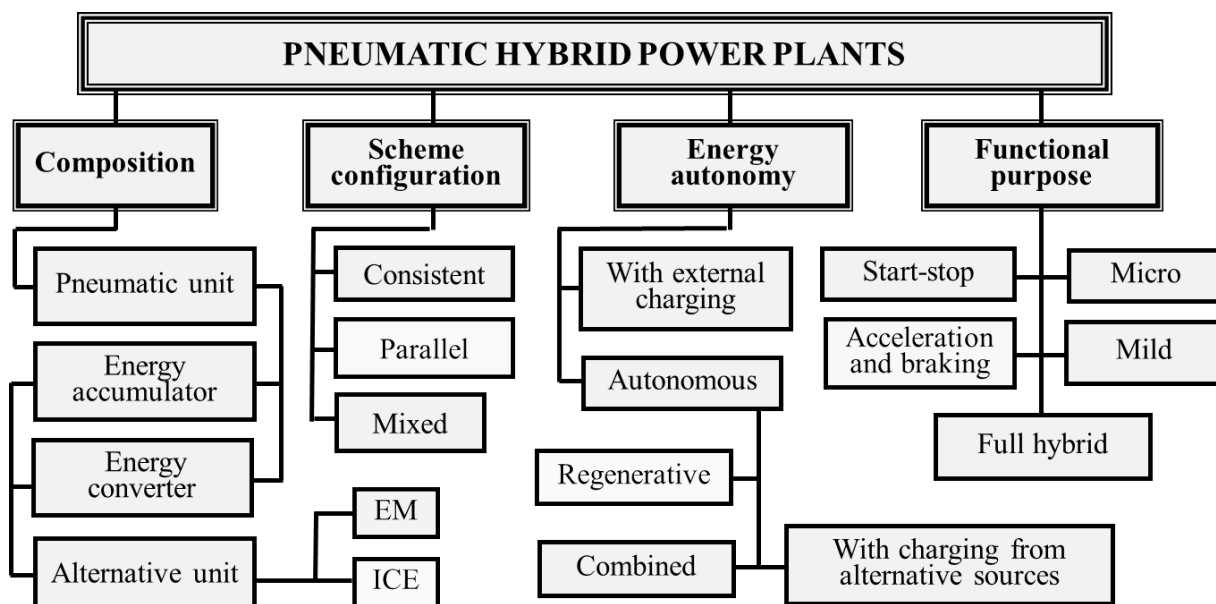 PNEUMATIC HYBRID POWER PLANTS
Composition
Scheme
configuration
Energy
autonomy
Functional
purpose
Pneumatic unit
Energy
accumulator
Energy
converter
Alternative unit
EM
ICE
Consistent
Parallel
Mixed
With external
charging
Autonomous
Regenerative
Combined
With charging from
alternative sources
Start-stop
Micro
Acceleration
and braking
Mild
Full hybrid